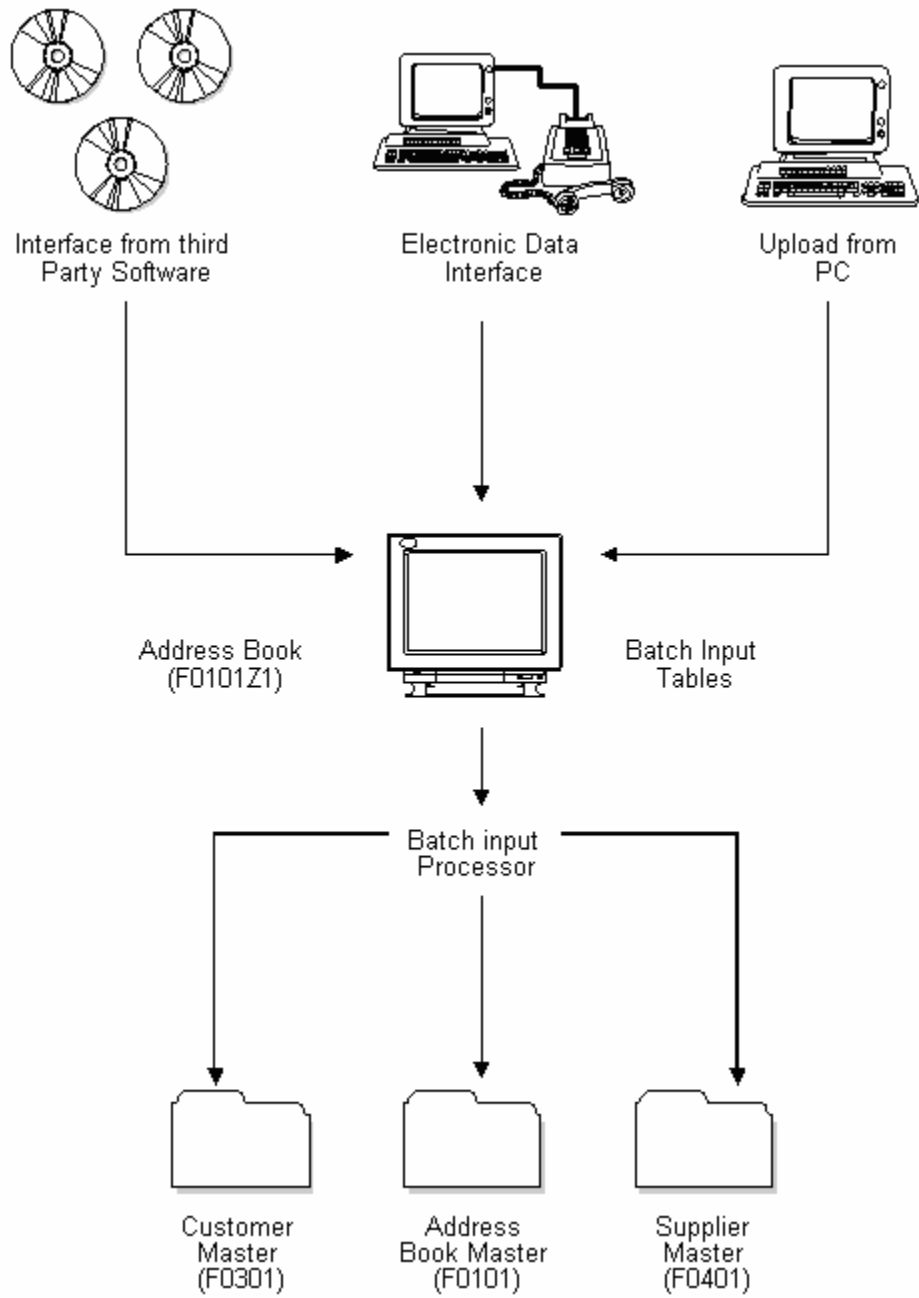 Interface from third
Party Software
Electronic Data
Interface
Upload from
PC
Address Book
(F0101Z1)
Batch Input
Tables
Batch input
Processor
Customer
Master
(F0301)
Address
Book Master
(F0101)
Supplier
Master
(F0401)